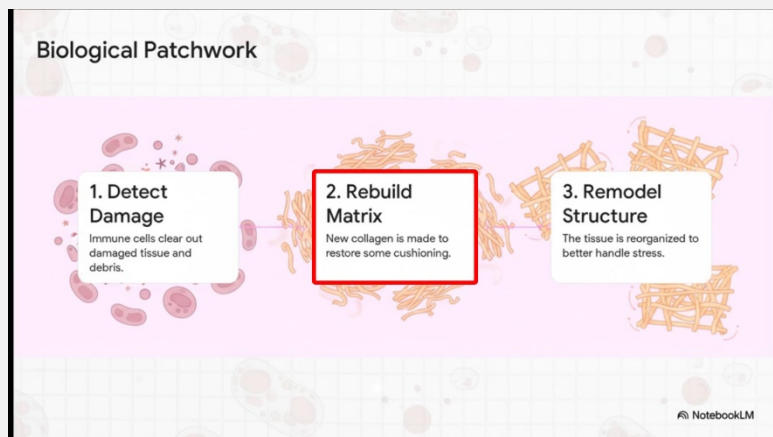 Biological Patchwork
1. Detect
Damage
Immune cells clear out
damaged tissue and
debris.
2. Rebuild
Matrix
New collagen is made to
restore some cushioning.
3. Remodel
Structure
The tissue is reorganized to
better handle stress.
NotebookLM